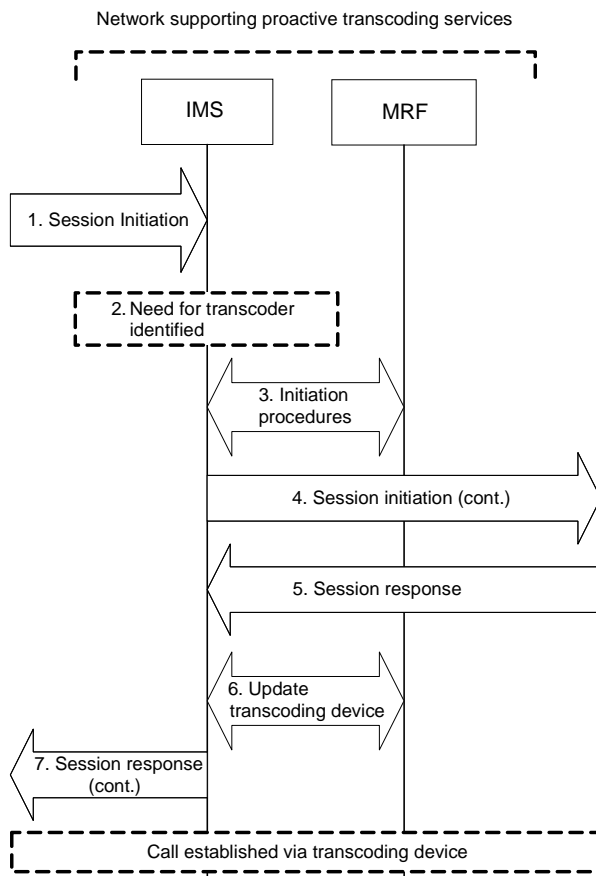 Network supporting proactive transcoding services
IMS
MRF
1. Session Initiation
2. Need for transcoder
identified
3. Initiation
procedures
4. Session initiation (cont.)
5. Session response
6. Update
transcoding device
7. Session response
(cont.)
Call established via transcoding device